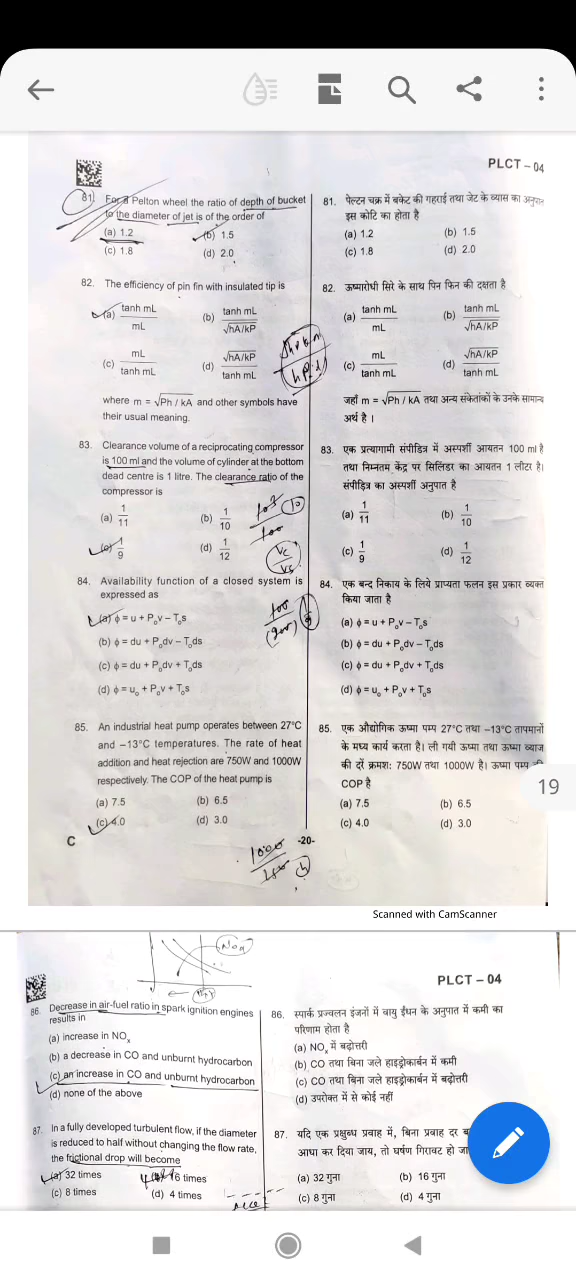 PLCT – 04
81. For a Pelton wheel the ratio of depth of bucket
to the diameter of jet is of the order of
(a) 1.2
(b) 1.5
(c) 1.8
(d) 2.0
82. The efficiency of pin fin with insulated tip is
(a) tanh mL / mL
(b) tanh mL / √hA/kP
(c) mL / tanh mL
(d) √hA/kP / tanh mL
where m = √Ph / kA and other symbols have
their usual meaning.
83. Clearance volume of a reciprocating compressor
is 100 ml and the volume of cylinder at the bottom
dead centre is 1 litre. The clearance ratio of the
compressor is
(a) 1/11
(b) 1/10
(c) 1/9
(d) 1/12
10
Vc
Vs
84. Availability function of a closed system is
expressed as
(a) ϕ = u + P₀v – T₀s
(b) ϕ = du + P₀dv – T₀ds
(c) ϕ = du + P₀dv + T₀ds
(d) ϕ = u₀ + P₀v + T₀s
85. An industrial heat pump operates between 27°C
and –13°C temperatures. The rate of heat
addition and heat rejection are 750W and 1000W
respectively. The COP of the heat pump is
(a) 7.5
(b) 6.5
(c) 4.0
(d) 3.0
C
81. पेल्टन चक्र में बकेट की गहराई तथा जेट के व्यास का अनुपात
इस कोटि का होता है
(a) 1.2
(b) 1.5
(c) 1.8
(d) 2.0
82. ऊष्मारोधी सिरे के साथ पिन फिन की दक्षता है
(a) tanh mL / mL
(b) tanh mL / √hA/kP
(c) mL / tanh mL
(d) √hA/kP / tanh mL
जहाँ m = √Ph / kA तथा अन्य संकेतांकों के उनके सामान्य
अर्थ है ।
83. एक प्रत्यागामी संपीडित्र में अस्पर्शी आयतन 100 ml है
तथा निम्नतम केंद्र पर सिलिंडर का आयतन 1 लीटर है।
संपीडित्र का अस्पर्शी अनुपात है
(a) 1/11
(b) 1/10
(c) 1/9
(d) 1/12
84. एक बन्द निकाय के लिये प्राप्यता फलन इस प्रकार व्यक्त
किया जाता है
(a) ϕ = u + P₀v – T₀s
(b) ϕ = du + P₀dv – T₀ds
(c) ϕ = du + P₀dv + T₀ds
(d) ϕ = u₀ + P₀v + T₀s
85. एक औद्योगिक ऊष्मा पम्प 27°C तथा –13°C तापमानों
के मध्य कार्य करता है। ली गयी ऊष्मा तथा ऊष्मा व्याज
की दरें क्रमश: 750W तथा 1000W है। ऊष्मा पम्प की
COP है
(a) 7.5
(b) 6.5
(c) 4.0
(d) 3.0
19
-20-
Scanned with CamScanner
PLCT – 04
86. Decrease in air-fuel ratio in spark ignition engines
results in
(a) increase in NOₓ
(b) a decrease in CO and unburnt hydrocarbon
(c) an increase in CO and unburnt hydrocarbon
(d) none of the above
87. In a fully developed turbulent flow, if the diameter
is reduced to half without changing the flow rate,
the frictional drop will become
(a) 32 times
16 times
(c) 8 times
(d) 4 times
86. स्पार्क प्रज्वलन इंजनों में वायु ईंधन के अनुपात में कमी का
परिणाम होता है
(a) NOₓ में बढ़ोत्तरी
(b) CO तथा बिना जले हाइड्रोकार्बन में कमी
(c) CO तथा बिना जले हाइड्रोकार्बन में बढ़ोत्तरी
(d) उपरोक्त में से कोई नहीं
87. यदि एक प्रक्षुब्ध प्रवाह में, बिना प्रवाह दर
आधा कर दिया जाय, तो घर्षण गिरावट हो
(a) 32 गुना
(b) 16 गुना
(c) 8 गुना
(d) 4 गुना